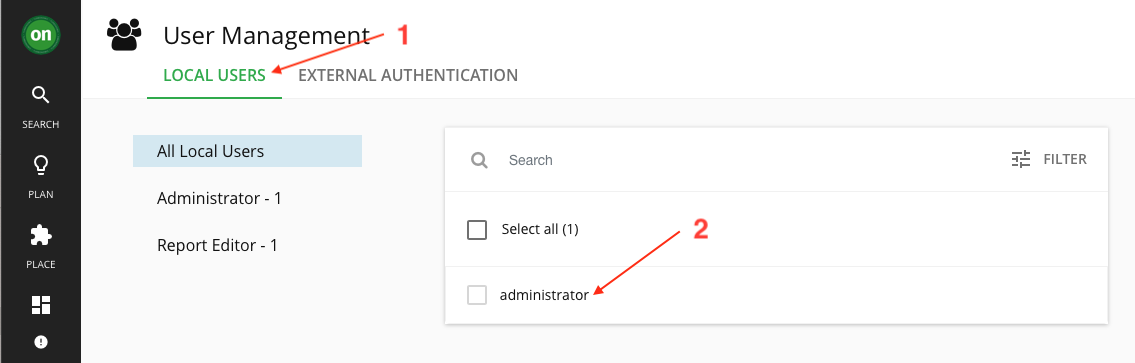 on
User Management
1
LOCAL USERS
EXTERNAL AUTHENTICATION
SEARCH
PLAN
PLACE
All Local Users
Administrator - 1
Report Editor - 1
Search
FILTER
Select all (1)
2
administrator